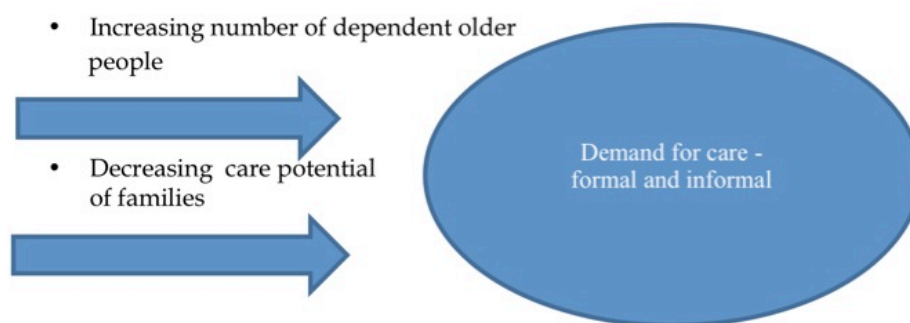 • Increasing number of dependent older
people
• Decreasing care potential
of families
Demand for care -
formal and informal